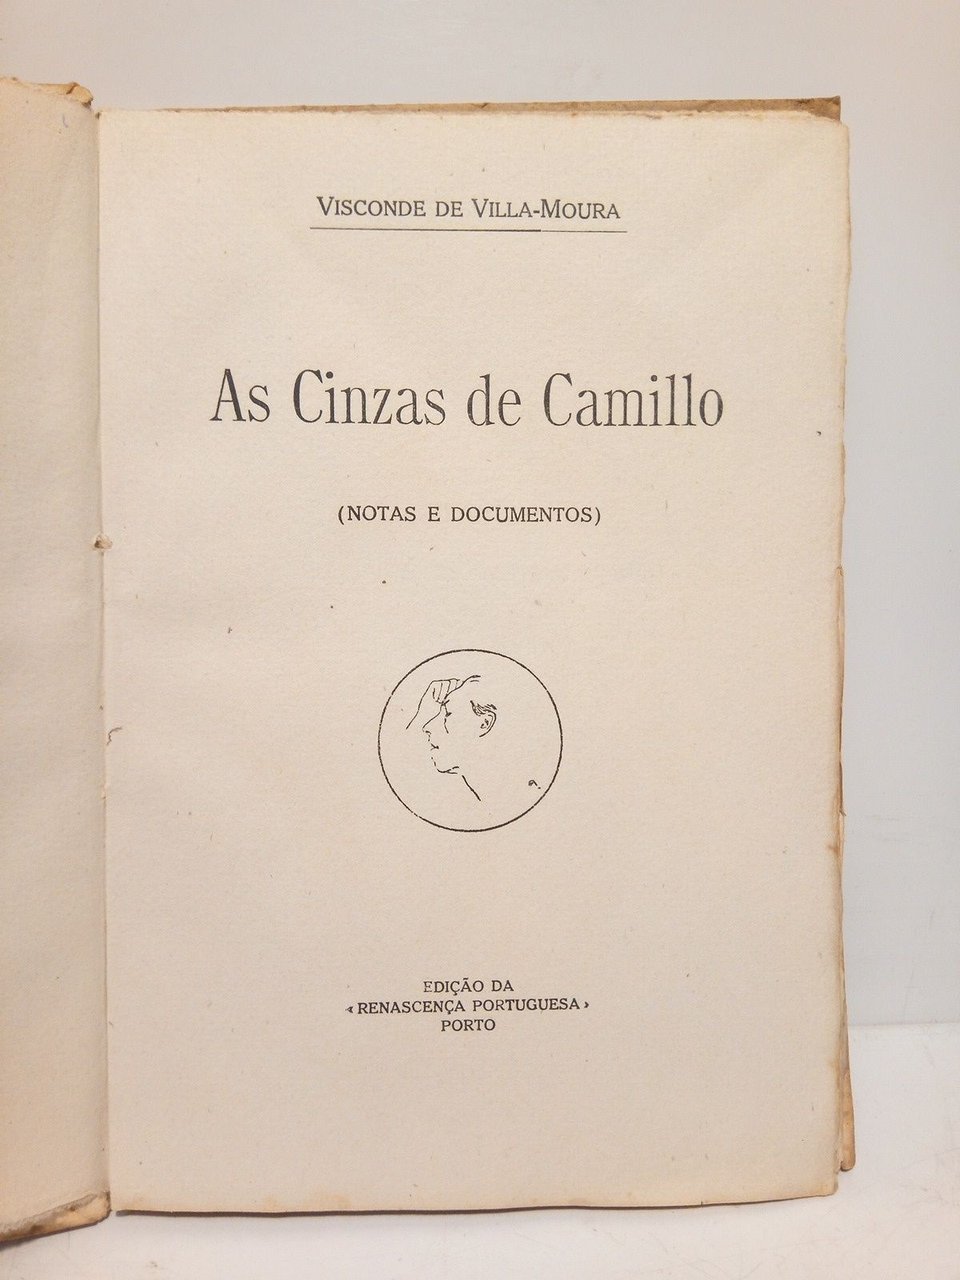 VISCONDE DE VILLA-MOURA
As Cinzas de Camillo
(NOTAS E DOCUMENTOS)
EDIÇÃO DA
«RENASCENÇA PORTUGUESA»
PORTO